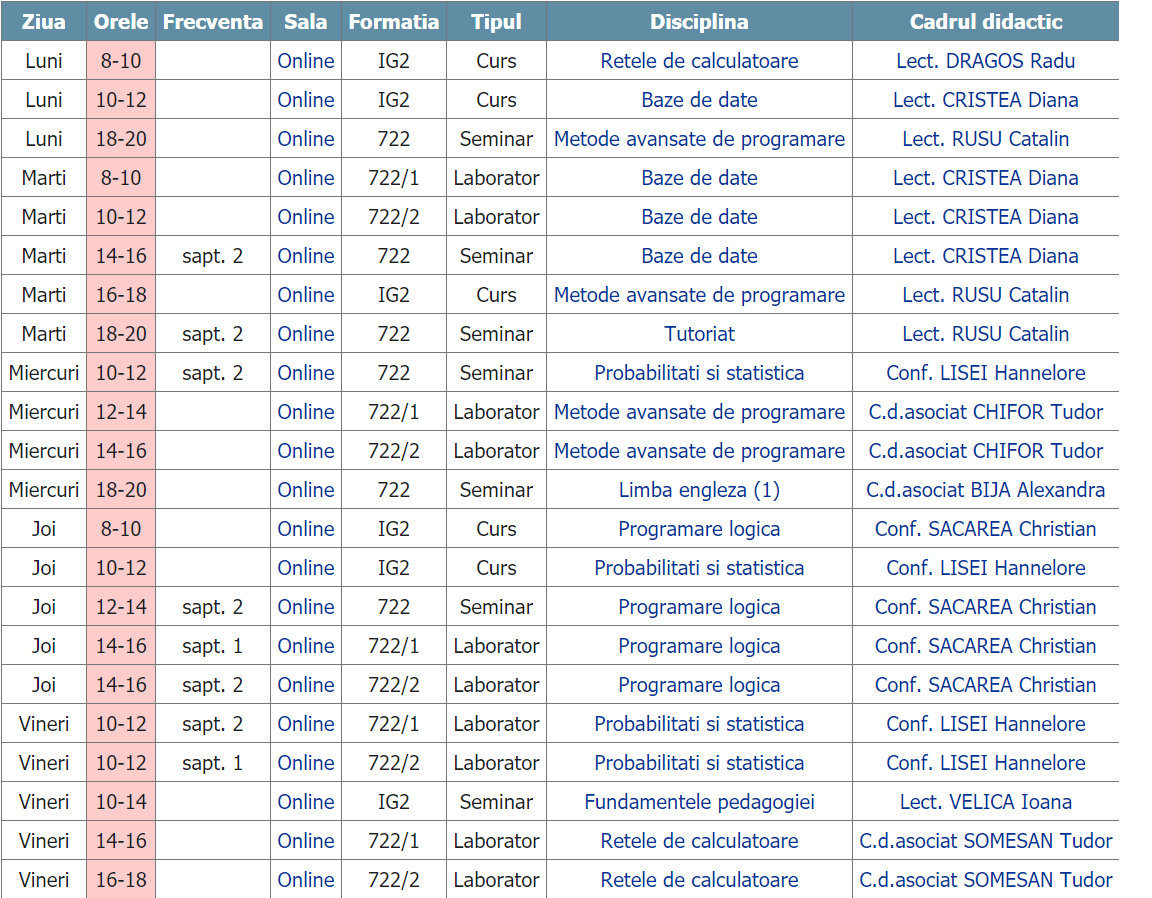 Ziua Orele Frecventa Sala Formatia Tipul Disciplina Cadrul didactic
Luni 8-10 Online IG2 Curs Retele de calculatoare Lect. DRAGOS Radu
Luni 10-12 Online IG2 Curs Baze de date Lect. CRISTEA Diana
Luni 18-20 Online 722 Seminar Metode avansate de programare Lect. RUSU Catalin
Marti 8-10 Online 722/1 Laborator Baze de date Lect. CRISTEA Diana
Marti 10-12 Online 722/2 Laborator Baze de date Lect. CRISTEA Diana
Marti 14-16 sapt. 2 Online 722 Seminar Baze de date Lect. CRISTEA Diana
Marti 16-18 Online IG2 Curs Metode avansate de programare Lect. RUSU Catalin
Marti 18-20 sapt. 2 Online 722 Seminar Tutoriat Lect. RUSU Catalin
Miercuri 10-12 sapt. 2 Online 722 Seminar Probabilitati si statistica Conf. LISEI Hannelore
Miercuri 12-14 Online 722/1 Laborator Metode avansate de programare C.d.asociat CHIFOR Tudor
Miercuri 14-16 Online 722/2 Laborator Metode avansate de programare C.d.asociat CHIFOR Tudor
Miercuri 18-20 Online 722 Seminar Limba engleza (1) C.d.asociat BIJA Alexandra
Joi 8-10 Online IG2 Curs Programare logica Conf. SACAREA Christian
Joi 10-12 Online IG2 Curs Probabilitati si statistica Conf. LISEI Hannelore
Joi 12-14 sapt. 2 Online 722 Seminar Programare logica Conf. SACAREA Christian
Joi 14-16 sapt. 1 Online 722/1 Laborator Programare logica Conf. SACAREA Christian
Joi 14-16 sapt. 2 Online 722/2 Laborator Programare logica Conf. SACAREA Christian
Vineri 10-12 sapt. 2 Online 722/1 Laborator Probabilitati si statistica Conf. LISEI Hannelore
Vineri 10-12 sapt. 1 Online 722/2 Laborator Probabilitati si statistica Conf. LISEI Hannelore
Vineri 10-14 Online IG2 Seminar Fundamentele pedagogiei Lect. VELICA Ioana
Vineri 14-16 Online 722/1 Laborator Retele de calculatoare C.d.asociat SOMESAN Tudor
Vineri 16-18 Online 722/2 Laborator Retele de calculatoare C.d.asociat SOMESAN Tudor